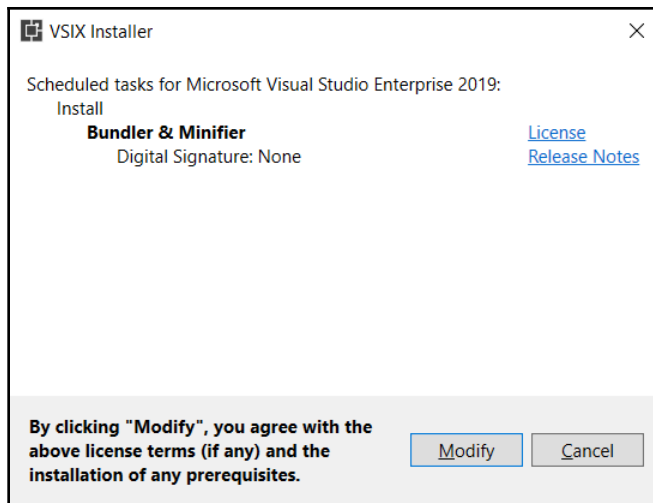 VSIX Installer
Scheduled tasks for Microsoft Visual Studio Enterprise 2019:
Install
Bundler & Minifier License
Digital Signature: None Release Notes
By clicking "Modify", you agree with the
above license terms (if any) and the
installation of any prerequisites.
Modify Cancel